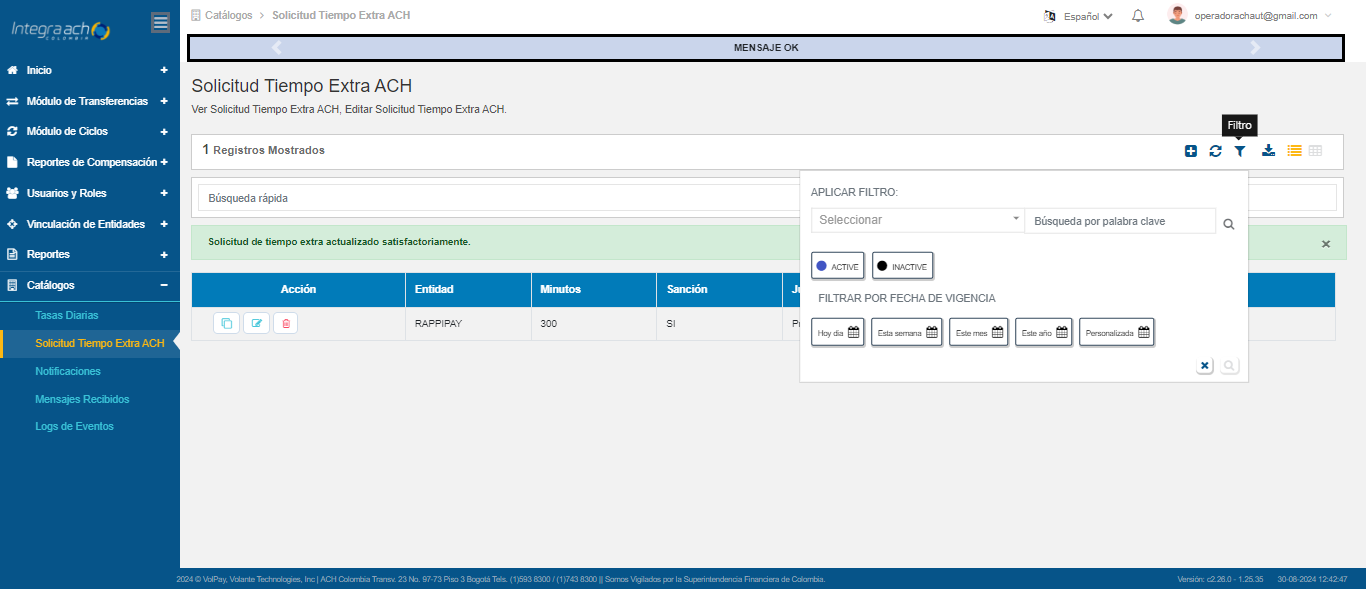 Integra ach
COLOMBIA
Catálogos > Solicitud Tiempo Extra ACH
Español
operadorachaut@gmail.com
MENSAJE OK
Inicio +
Módulo de Transferencias +
Módulo de Ciclos +
Reportes de Compensación +
Usuarios y Roles +
Vinculación de Entidades +
Reportes +
Catálogos −
Tasas Diarias
Solicitud Tiempo Extra ACH
Notificaciones
Mensajes Recibidos
Logs de Eventos
Solicitud Tiempo Extra ACH
Ver Solicitud Tiempo Extra ACH, Editar Solicitud Tiempo Extra ACH.
Filtro
1 Registros Mostrados
Búsqueda rápida
Solicitud de tiempo extra actualizado satisfactoriamente. ×
Acción Entidad Minutos Sanción
RAPPIPAY 300 SI
APLICAR FILTRO:
Seleccionar Búsqueda por palabra clave
ACTIVE INACTIVE
FILTRAR POR FECHA DE VIGENCIA
Hoy dia Esta semana Este mes Este año Personalizada
2024 © VolPay, Volante Technologies, Inc | ACH Colombia Transv. 23 No. 97-73 Piso 3 Bogotá Tels. (1)593 8300 / (1)743 8300 || Somos Vigilados por la Superintendencia Financiera de Colombia.
Versión: c2.26.0 - 1.25.35 30-08-2024 12:42:47